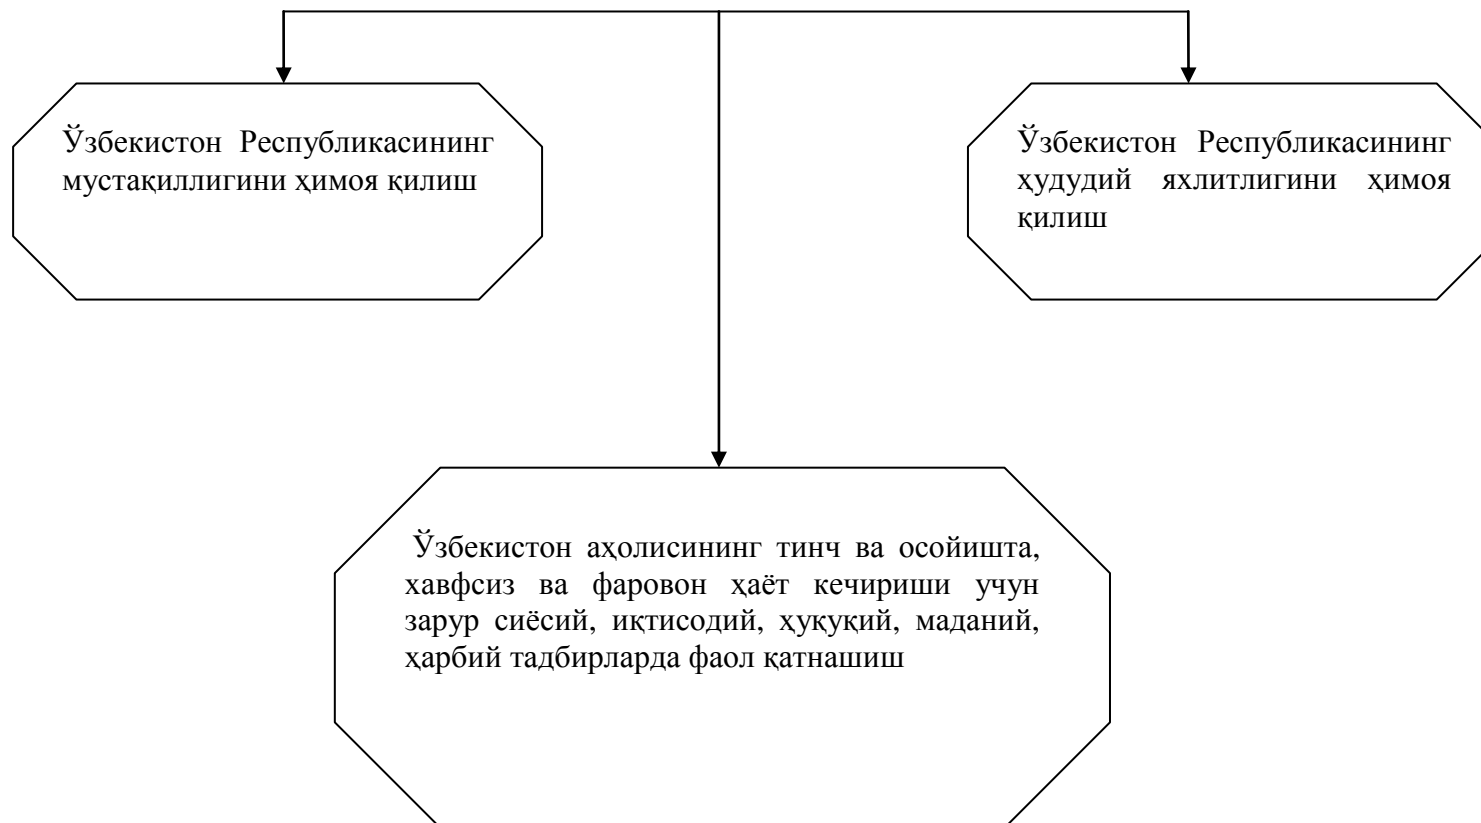 Ўзбекистон Республикасининг
мустақиллигини ҳимоя қилиш
Ўзбекистон Республикасининг
ҳудудий яхлитлигини ҳимоя
қилиш
Ўзбекистон аҳолисининг тинч ва осойишта,
хавфсиз ва фаровон ҳаёт кечириши учун
зарур сиёсий, иқтисодий, ҳуқуқий, маданий,
ҳарбий тадбирларда фаол қатнашиш